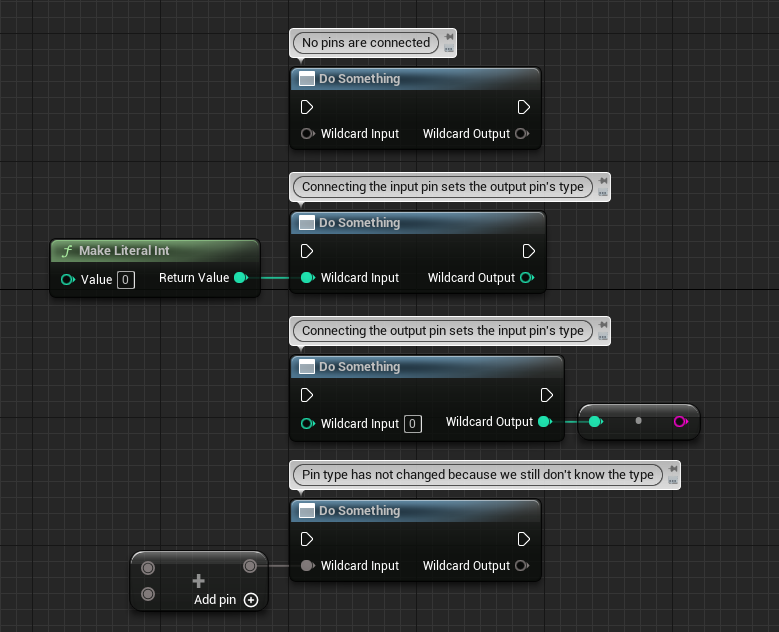 No pins are connected
Do Something
Wildcard Input Wildcard Output
Connecting the input pin sets the output pin's type
Do Something
Make Literal Int
Value 0 Return Value
Wildcard Input Wildcard Output
Connecting the output pin sets the input pin's type
Do Something
Wildcard Input 0 Wildcard Output
Pin type has not changed because we still don't know the type
Do Something
Wildcard Input Wildcard Output
Add pin